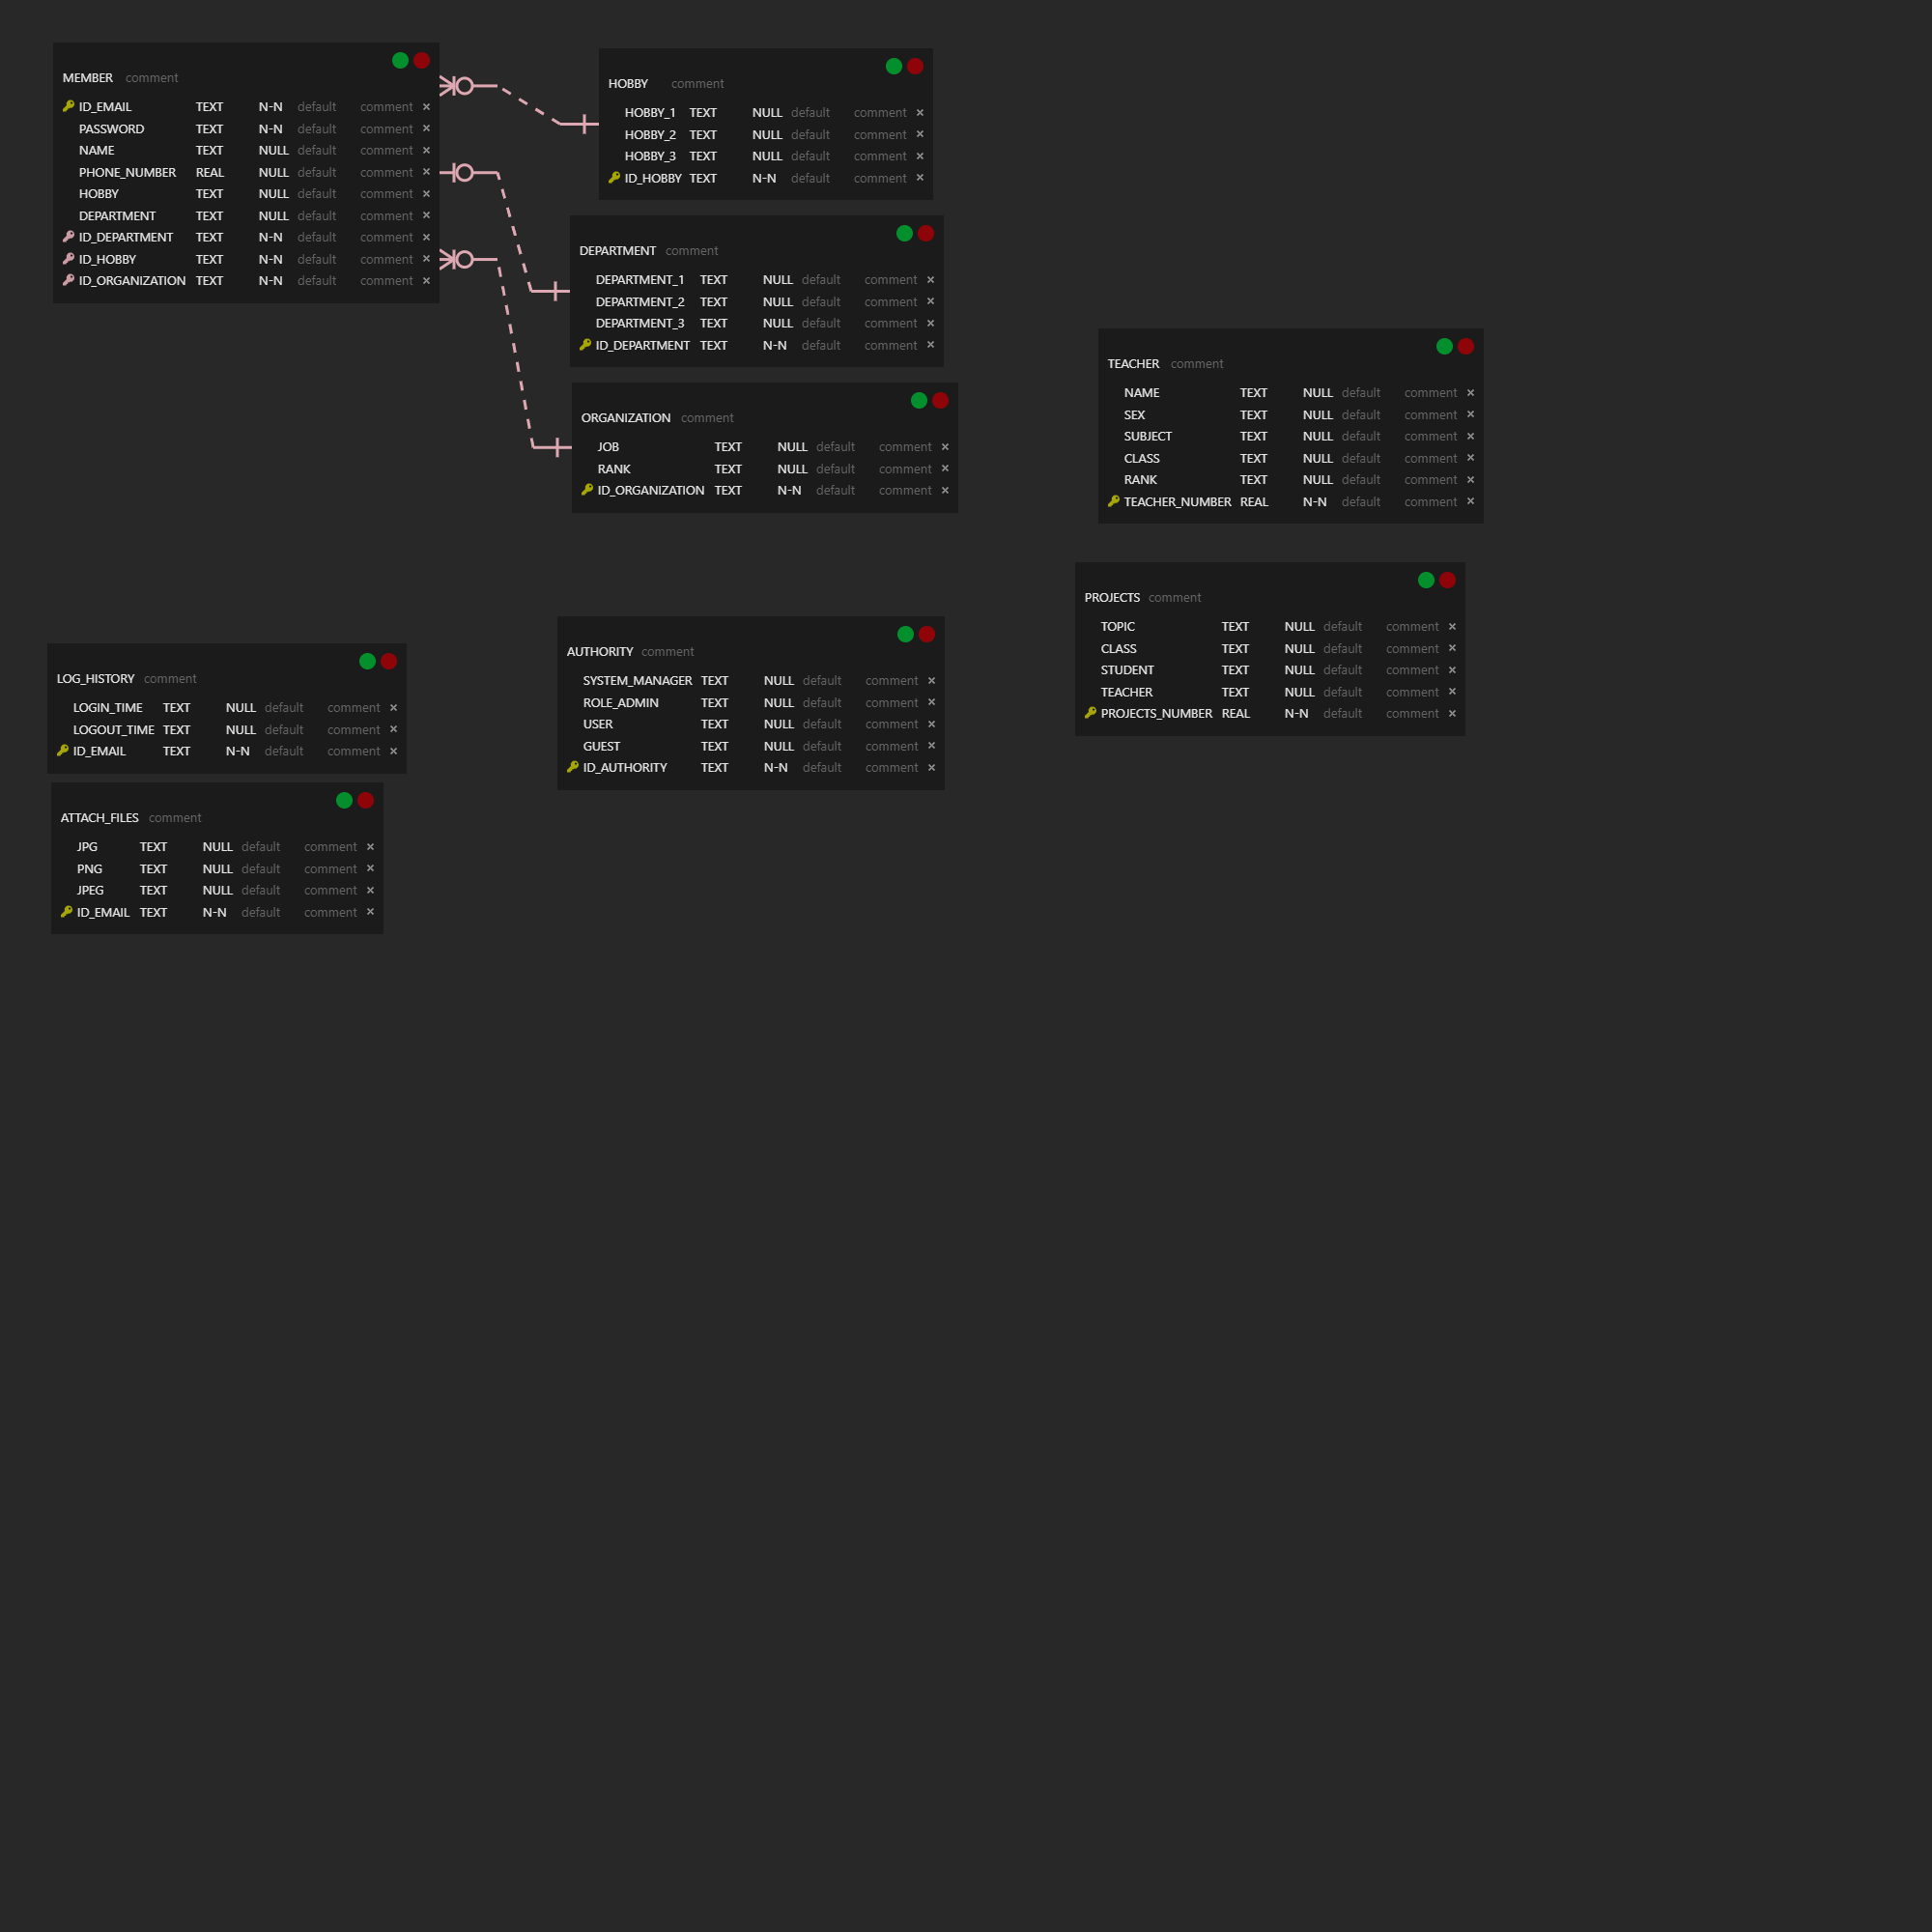 MEMBER comment
ID_EMAIL TEXT N-N default comment ×
PASSWORD TEXT N-N default comment ×
NAME TEXT NULL default comment ×
PHONE_NUMBER REAL NULL default comment ×
HOBBY TEXT NULL default comment ×
DEPARTMENT TEXT NULL default comment ×
ID_DEPARTMENT TEXT N-N default comment ×
ID_HOBBY TEXT N-N default comment ×
ID_ORGANIZATION TEXT N-N default comment ×
HOBBY comment
HOBBY_1 TEXT NULL default comment ×
HOBBY_2 TEXT NULL default comment ×
HOBBY_3 TEXT NULL default comment ×
ID_HOBBY TEXT N-N default comment ×
DEPARTMENT comment
DEPARTMENT_1 TEXT NULL default comment ×
DEPARTMENT_2 TEXT NULL default comment ×
DEPARTMENT_3 TEXT NULL default comment ×
ID_DEPARTMENT TEXT N-N default comment ×
ORGANIZATION comment
JOB TEXT NULL default comment ×
RANK TEXT NULL default comment ×
ID_ORGANIZATION TEXT N-N default comment ×
TEACHER comment
NAME TEXT NULL default comment ×
SEX TEXT NULL default comment ×
SUBJECT TEXT NULL default comment ×
CLASS TEXT NULL default comment ×
RANK TEXT NULL default comment ×
TEACHER_NUMBER REAL N-N default comment ×
PROJECTS comment
TOPIC TEXT NULL default comment ×
CLASS TEXT NULL default comment ×
STUDENT TEXT NULL default comment ×
TEACHER TEXT NULL default comment ×
PROJECTS_NUMBER REAL N-N default comment ×
AUTHORITY comment
SYSTEM_MANAGER TEXT NULL default comment ×
ROLE_ADMIN TEXT NULL default comment ×
USER TEXT NULL default comment ×
GUEST TEXT NULL default comment ×
ID_AUTHORITY TEXT N-N default comment ×
LOG_HISTORY comment
LOGIN_TIME TEXT NULL default comment ×
LOGOUT_TIME TEXT NULL default comment ×
ID_EMAIL TEXT N-N default comment ×
ATTACH_FILES comment
JPG TEXT NULL default comment ×
PNG TEXT NULL default comment ×
JPEG TEXT NULL default comment ×
ID_EMAIL TEXT N-N default comment ×